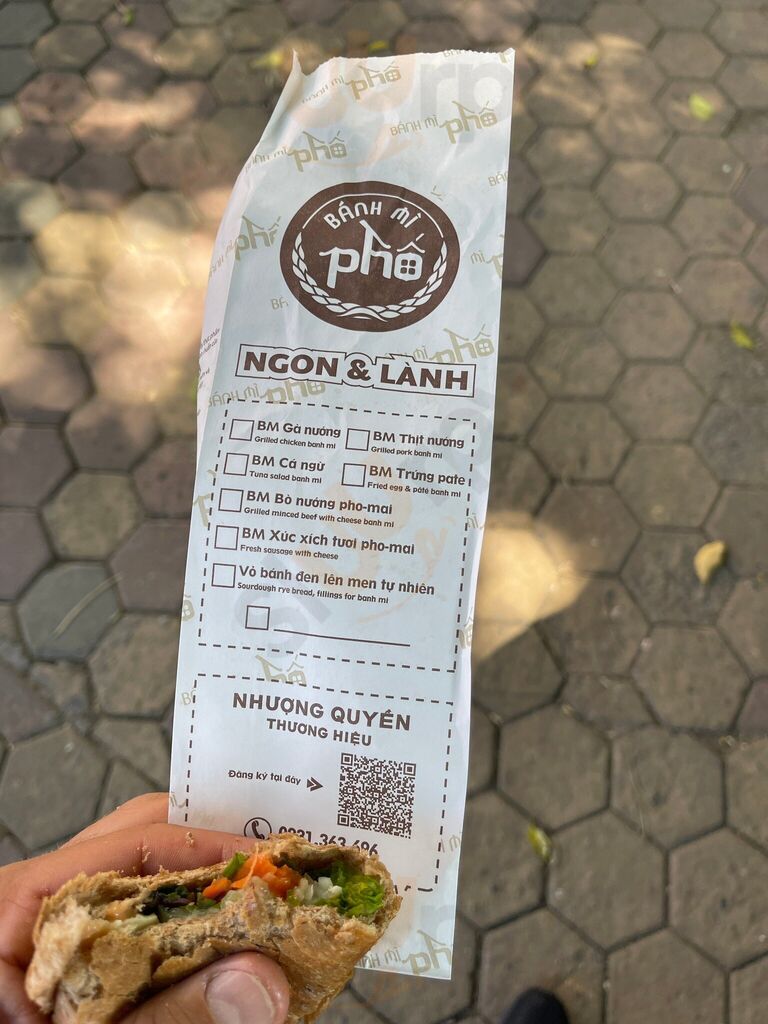 BÁNH MÌ
phố
NGON & LÀNH
BM Gà nướng
Grilled chicken banh mi
BM Thịt nướng
Grilled pork banh mi
BM Cá ngừ
Tuna salad banh mi
BM Trứng pate
Fried egg & pâté banh mi
BM Bò nướng pho-mai
Grilled minced beef with cheese banh mi
BM Xúc xích tươi pho-mai
Fresh sausage with cheese
Vỏ bánh đen lên men tự nhiên
Sourdough rye bread, fillings for banh mi
NHƯỢNG QUYỀN
THƯƠNG HIỆU
Đăng ký tại đây